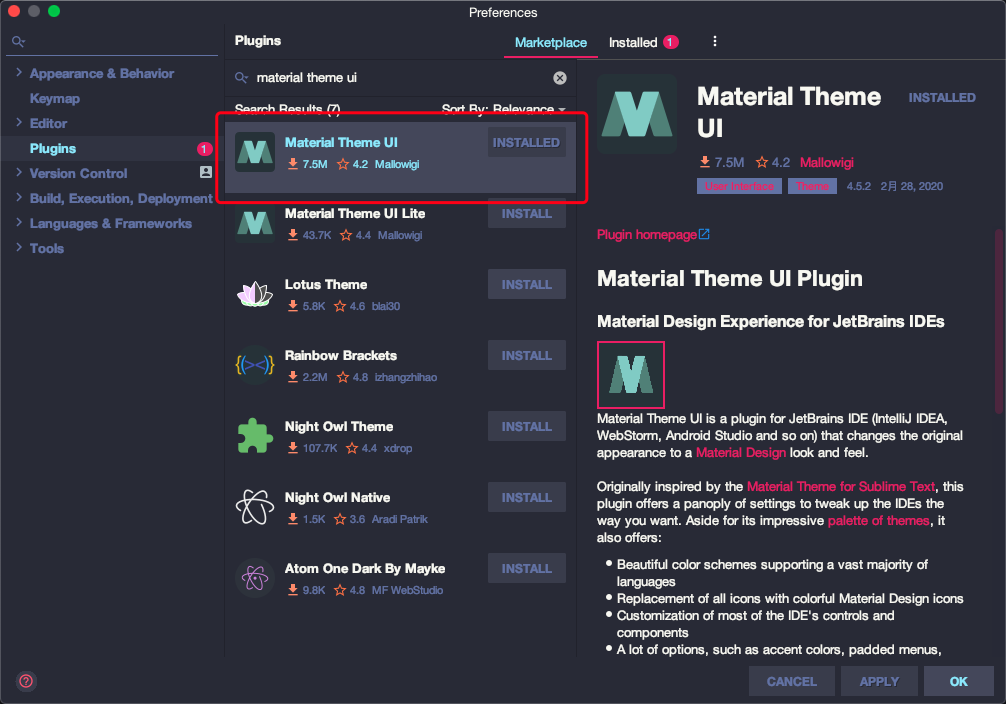 Preferences
Plugins
Marketplace
Installed
1
material theme ui
Appearance & Behavior
Keymap
Editor
Plugins
1
Version Control
Build, Execution, Deployment
Languages & Frameworks
Tools
Search Results (7)
Sort By: Relevance
Material Theme UI
7.5M 4.2 Mallowigi
INSTALLED
Material Theme UI Lite
43.7K 4.4 Mallowigi
INSTALL
Lotus Theme
5.8K 4.6 blai30
INSTALL
Rainbow Brackets
2.2M 4.8 izhangzhihao
INSTALL
Night Owl Theme
107.7K 4.4 xdrop
INSTALL
Night Owl Native
1.5K 3.6 Aradi Patrik
INSTALL
Atom One Dark By Mayke
9.8K 4.8 MF WebStudio
INSTALL
Material Theme
UI
INSTALLED
7.5M 4.2 Mallowigi
User Interface Theme 4.5.2 2月 28, 2020
Plugin homepage
Material Theme UI Plugin
Material Design Experience for JetBrains IDEs
Material Theme UI is a plugin for JetBrains IDE (IntelliJ IDEA,
WebStorm, Android Studio and so on) that changes the original
appearance to a Material Design look and feel.
Originally inspired by the Material Theme for Sublime Text, this
plugin offers a panoply of settings to tweak up the IDEs the
way you want. Aside for its impressive palette of themes, it
also offers:
• Beautiful color schemes supporting a vast majority of
languages
• Replacement of all icons with colorful Material Design icons
• Customization of most of the IDE's controls and
components
• A lot of options, such as accent colors, padded menus,
?
CANCEL
APPLY
OK